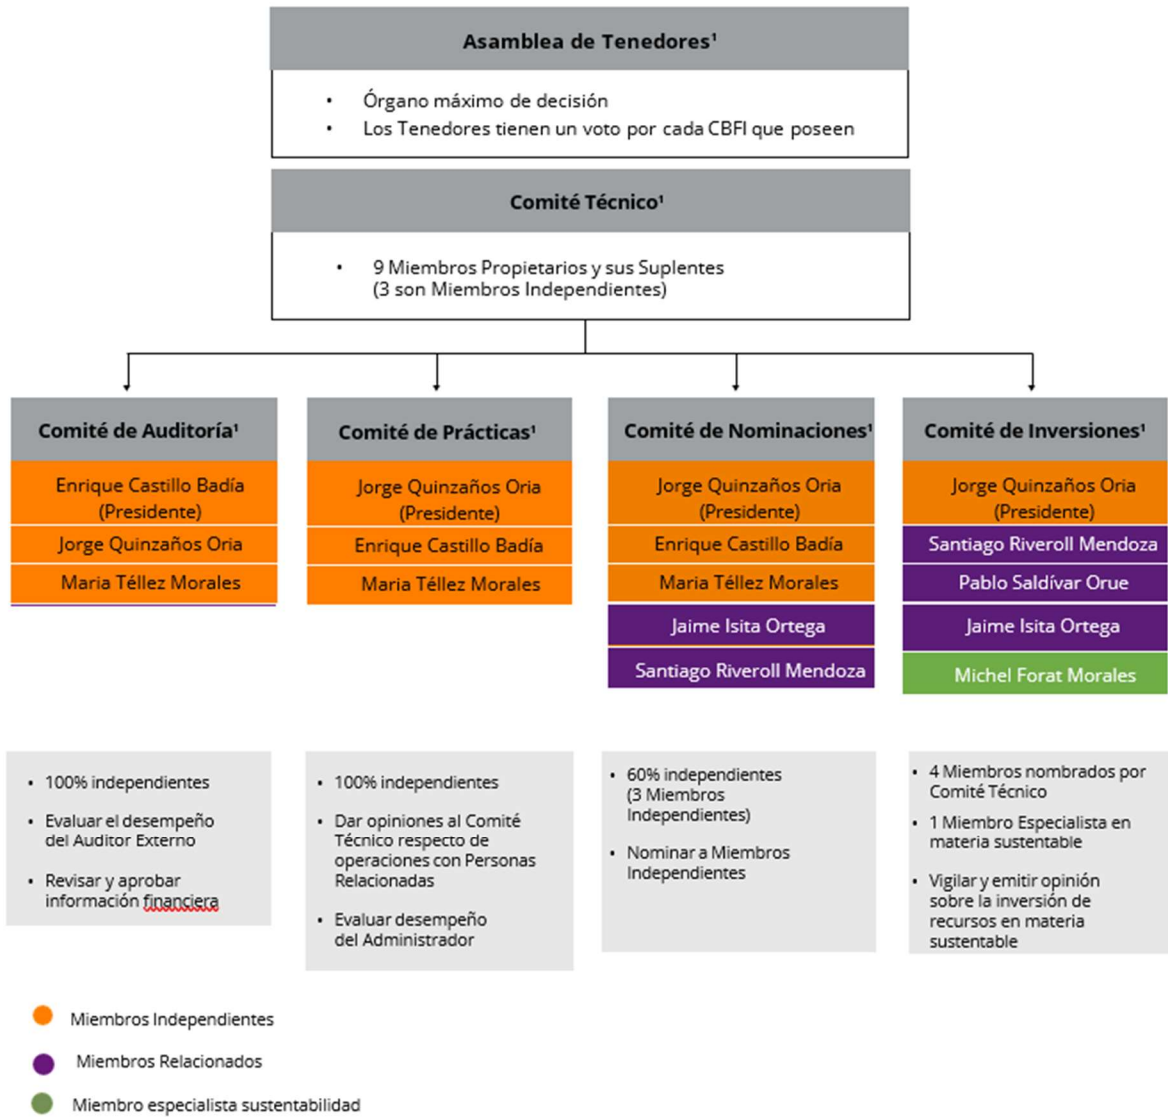 Asamblea de Tenedores¹
• Órgano máximo de decisión
• Los Tenedores tienen un voto por cada CBFI que poseen
Comité Técnico¹
• 9 Miembros Propietarios y sus Suplentes
(3 son Miembros Independientes)
Comité de Auditoría¹
Enrique Castillo Badía
(Presidente)
Jorge Quinzaños Oria
Maria Téllez Morales
Comité de Prácticas¹
Jorge Quinzaños Oria
(Presidente)
Enrique Castillo Badía
Maria Téllez Morales
Comité de Nominaciones¹
Jorge Quinzaños Oria
(Presidente)
Enrique Castillo Badía
Maria Téllez Morales
Jaime Isita Ortega
Santiago Riveroll Mendoza
Comité de Inversiones¹
Jorge Quinzaños Oria
(Presidente)
Santiago Riveroll Mendoza
Pablo Saldívar Orue
Jaime Isita Ortega
Michel Forat Morales
• 100% independientes
• Evaluar el desempeño
del Auditor Externo
• Revisar y aprobar
información financiera
• 100% independientes
• Dar opiniones al Comité
Técnico respecto de
operaciones con Personas
Relacionadas
• Evaluar desempeño
del Administrador
• 60% independientes
(3 Miembros
Independientes)
• Nominar a Miembros
Independientes
• 4 Miembros nombrados por
Comité Técnico
• 1 Miembro Especialista en
materia sustentable
• Vigilar y emitir opinión
sobre la inversión de
recursos en materia
sustentable
Miembros Independientes
Miembros Relacionados
Miembro especialista sustentabilidad